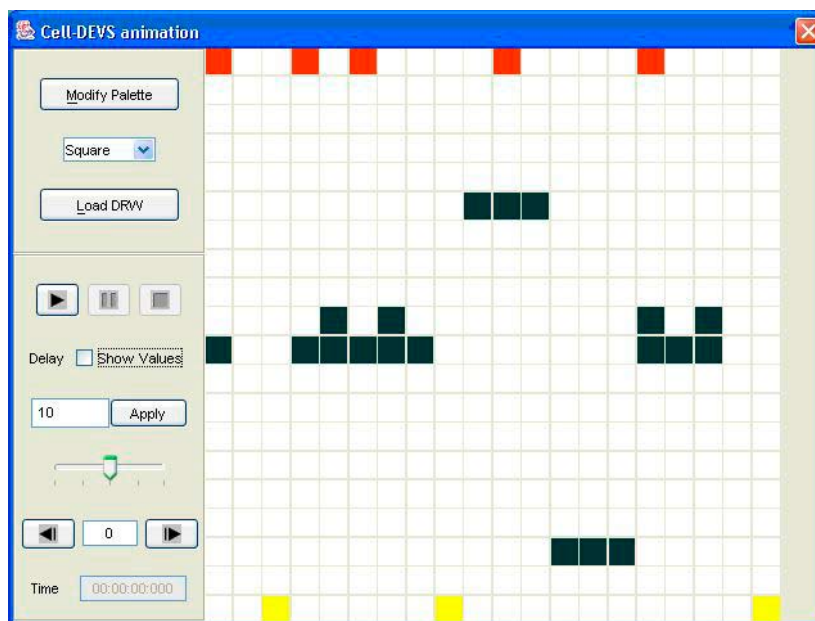 Cell-DEVS animation
Modify Palette
Square
Load DRW
Delay Show Values
10 Apply
0
Time 00:00:00:000